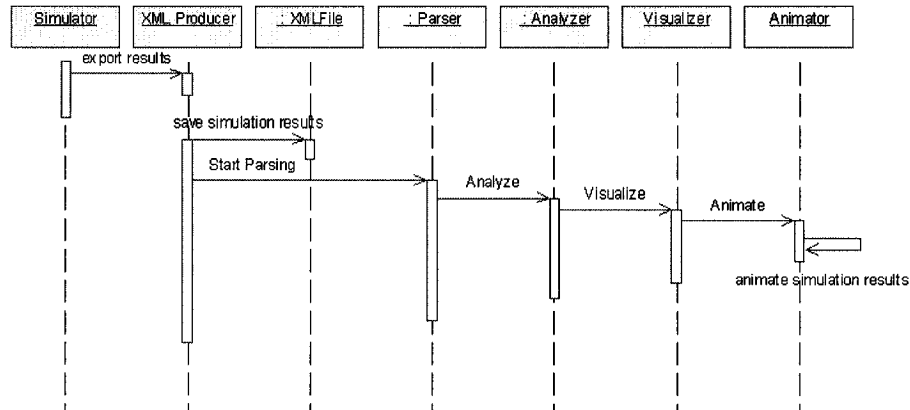 Simulator
XML Producer
: XMLFile
: Parser
: Analyzer
Visualizer
Animator
export results
save simulation results
Start Parsing
Analyze
Visualize
Animate
animate simulation results